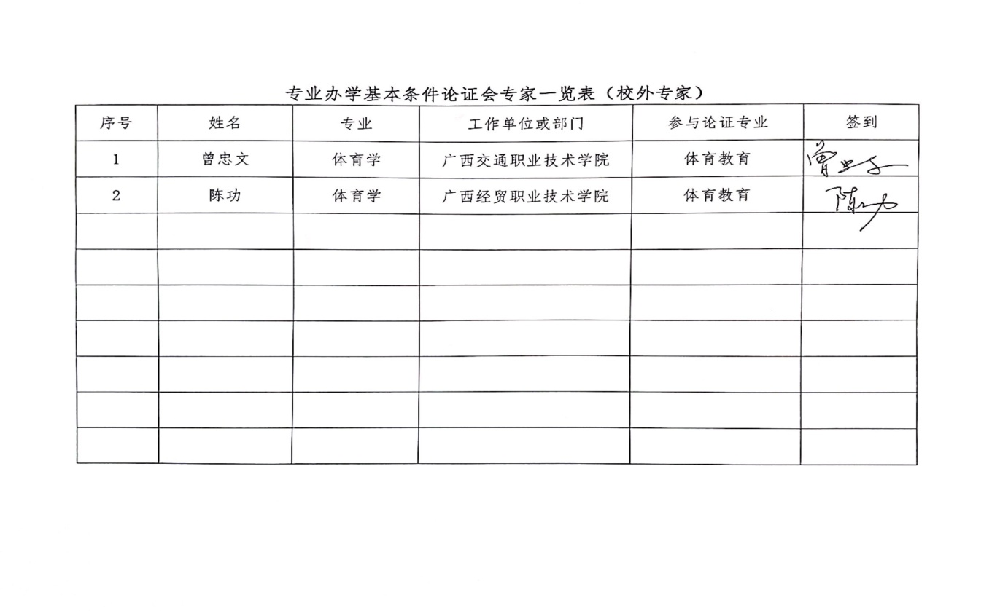 专业办学基本条件论证会专家一览表（校外专家）
序号 姓名 专业 工作单位或部门 参与论证专业 签到
1 曾忠文 体育学 广西交通职业技术学院 体育教育 曾忠文
2 陈功 体育学 广西经贸职业技术学院 体育教育 陈功